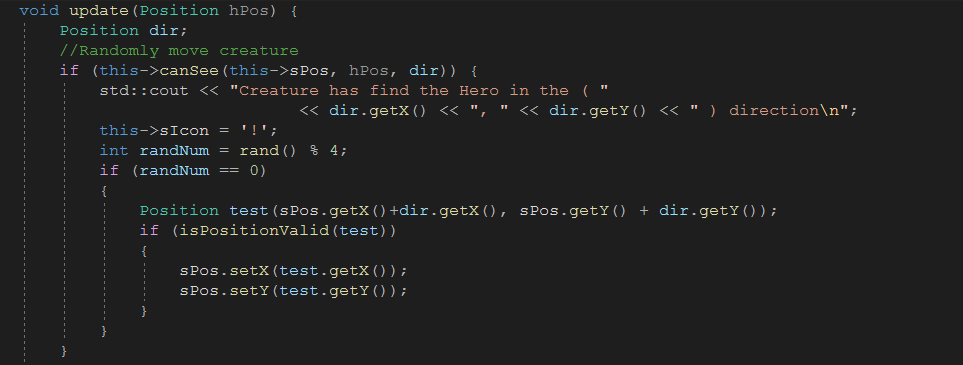 void update(Position hPos) {
Position dir;
//Randomly move creature
if (this->canSee(this->sPos, hPos, dir)) {
std::cout << "Creature has find the Hero in the ( "
<< dir.getX() << ", " << dir.getY() << " ) direction\n";
this->sIcon = '!';
int randNum = rand() % 4;
if (randNum == 0)
{
Position test(sPos.getX()+dir.getX(), sPos.getY() + dir.getY());
if (isPositionValid(test))
{
sPos.setX(test.getX());
sPos.setY(test.getY());
}
}
}